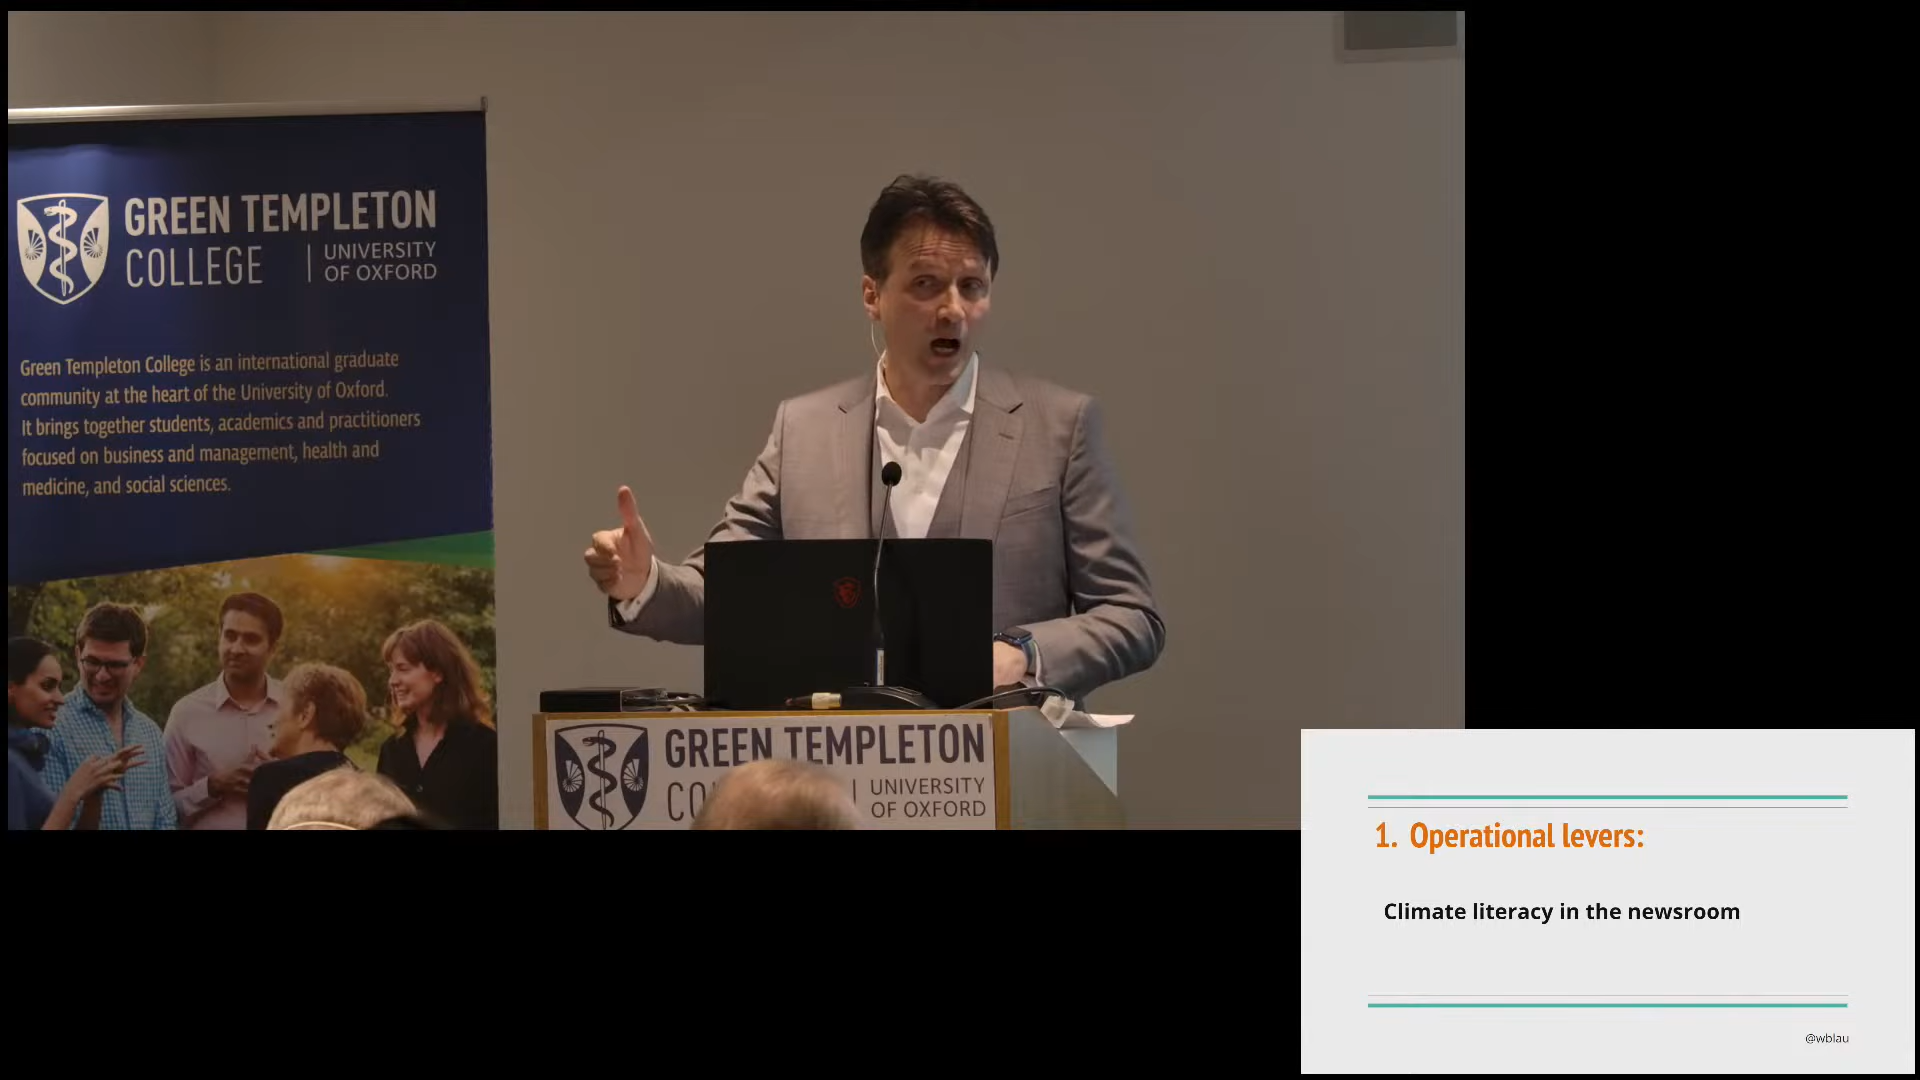 GREEN TEMPLETON
COLLEGE
UNIVERSITY
OF OXFORD
Green Templeton College is an international graduate
community at the heart of the University of Oxford.
It brings together students, academics and practitioners
focused on business and management, health and
medicine, and social sciences.
GREEN TEMPLETON
CO
UNIVERSITY
OF OXFORD
1. Operational levers:
Climate literacy in the newsroom
@wblau